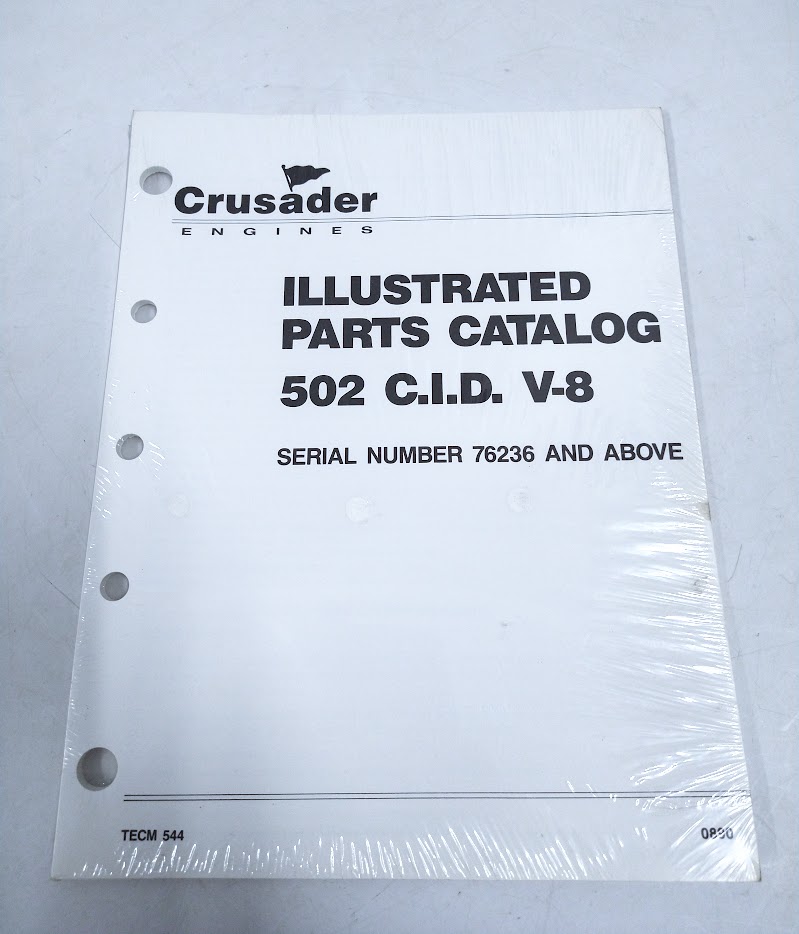 Crusader
ENGINES
ILLUSTRATED
PARTS CATALOG
502 C.I.D. V-8
SERIAL NUMBER 76236 AND ABOVE
TECM 544